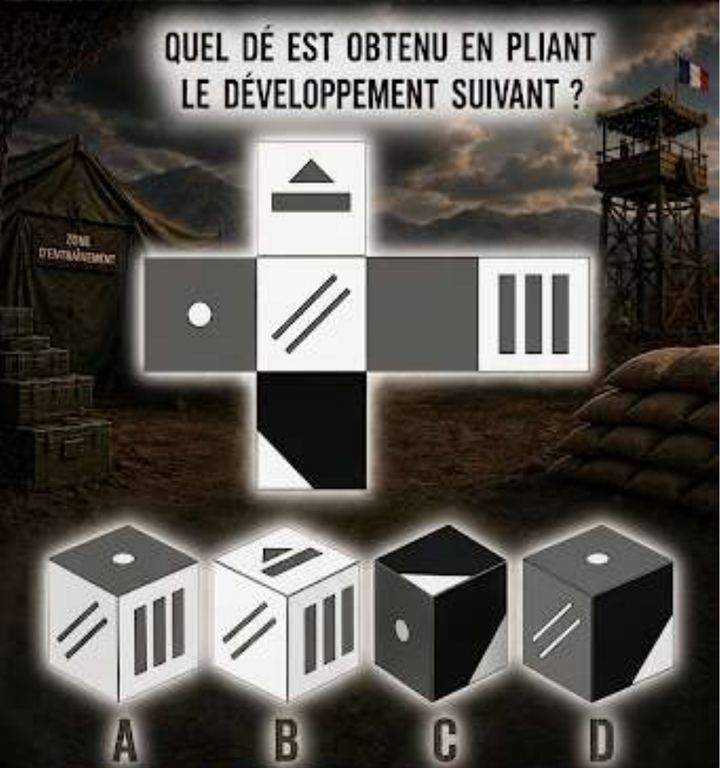 QUEL DÉ EST OBTENU EN PLIANT
LE DÉVELOPPEMENT SUIVANT ?
ZONE
D'ENTRAÎNEMENT
A
B
C
D